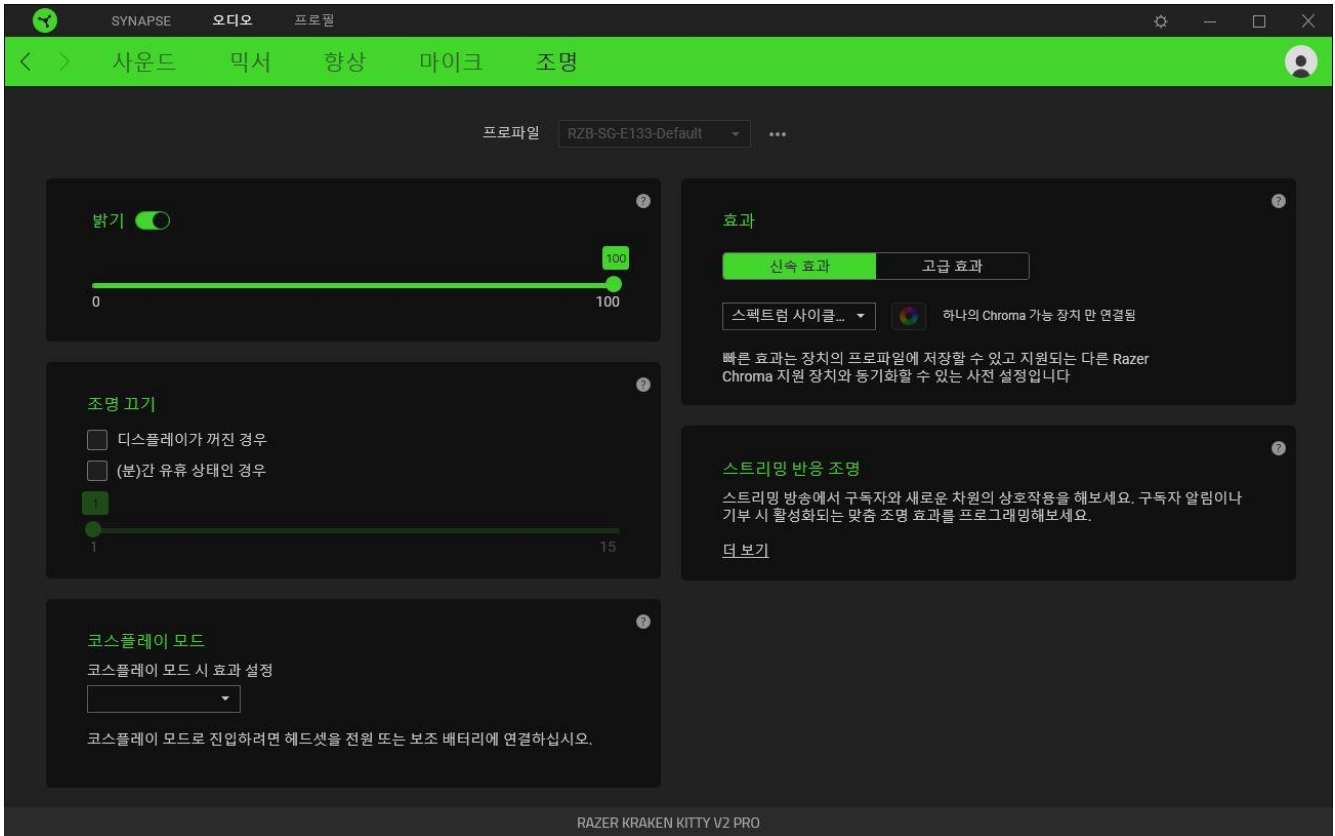 SYNAPSE 오디오 프로필
사운드 믹서 향상 마이크 조명
프로파일 RZB-SG-E133-Default
밝기
100
0 100
조명 끄기
디스플레이가 꺼진 경우
(분)간 유휴 상태인 경우
1
1 15
코스플레이 모드
코스플레이 모드 시 효과 설정
코스플레이 모드로 진입하려면 헤드셋을 전원 또는 보조 배터리에 연결하십시오.
효과
신속 효과 고급 효과
스펙트럼 사이클... 하나의 Chroma 가능 장치 만 연결됨
빠른 효과는 장치의 프로파일에 저장할 수 있고 지원되는 다른 Razer
Chroma 지원 장치와 동기화할 수 있는 사전 설정입니다
스트리밍 반응 조명
스트리밍 방송에서 구독자와 새로운 차원의 상호작용을 해보세요. 구독자 알림이나
기부 시 활성화되는 맞춤 조명 효과를 프로그래밍해보세요.
더 보기
RAZER KRAKEN KITTY V2 PRO